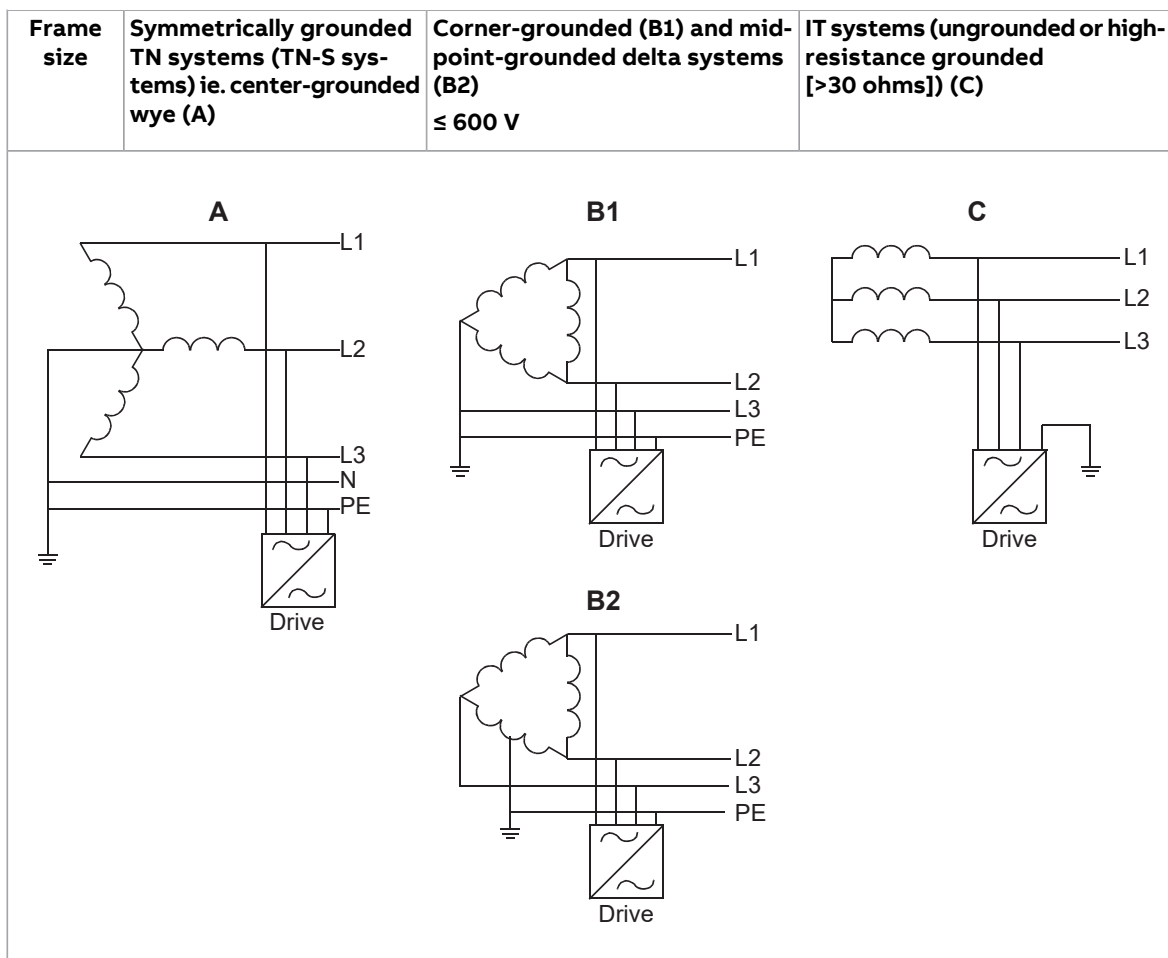 Frame
size
Symmetrically grounded
TN systems (TN-S sys-
tems) ie. center-grounded
wye (A)
Corner-grounded (B1) and mid-
point-grounded delta systems
(B2)
≤ 600 V
IT systems (ungrounded or high-
resistance grounded
[>30 ohms]) (C)
A
L1
L2
L3
N
PE
Drive
B1
L1
L2
L3
PE
Drive
C
L1
L2
L3
Drive
B2
L1
L2
L3
PE
Drive